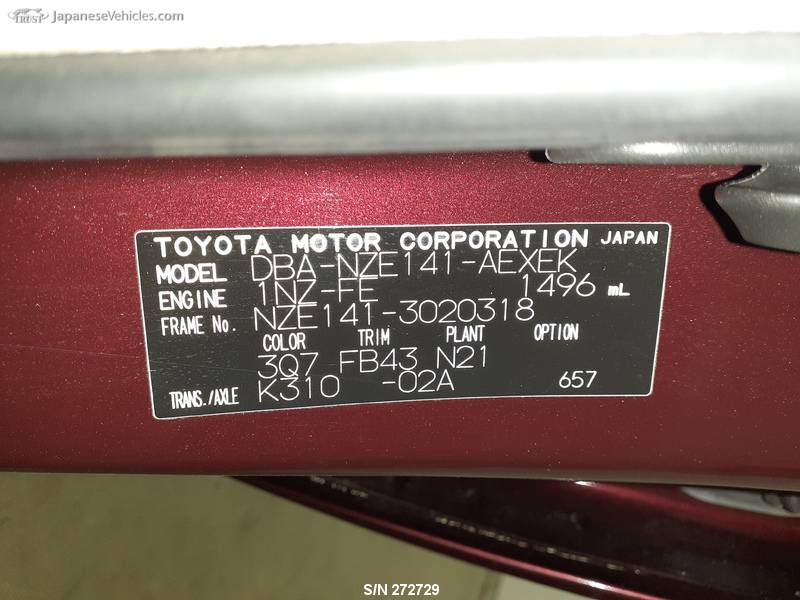 TRUST JapaneseVehicles.com
TOYOTA MOTOR CORPORATION JAPAN
MODEL DBA-NZE141-AEXEK
ENGINE 1NZ-FE 1496 mL
FRAME No. NZE141-3020318
COLOR TRIM PLANT OPTION
3Q7 FB43 N21
TRANS./AXLE K310 -02A 657
S/N 272729